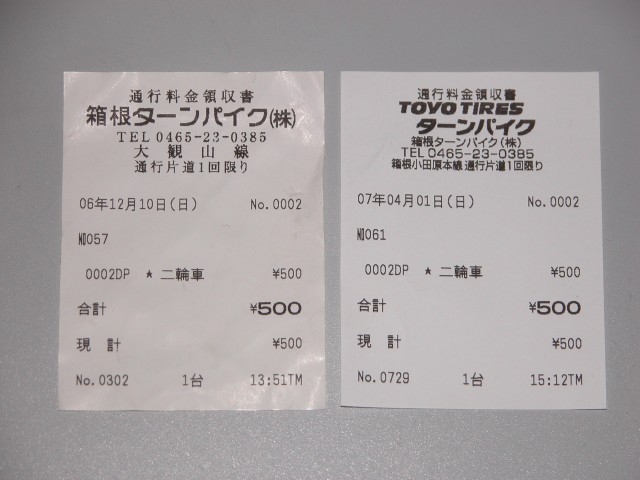 通行料金領収書
箱根ターンパイク(株)
TEL 0465-23-0385
大観山線
通行片道1回限り
06年12月10日(日) No.0002
№057
0002DP ★ 二輪車 ¥500
合計 ¥500
現 計 ¥500
No.0302 1台 13:51TM
通行料金領収書
TOYO TIRES
ターンパイク
箱根ターンパイク(株)
TEL 0465-23-0385
箱根小田原本線 通行片道1回限り
07年04月01日(日) No.0002
№061
0002DP ★ 二輪車 ¥500
合計 ¥500
現 計 ¥500
No.0729 1台 15:12TM